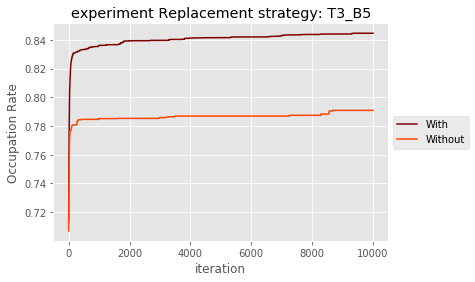 experiment Replacement strategy: T3_B5
0.84
0.82
0.80
0.78
0.76
0.74
0.72
Occupation Rate
0 2000 4000 6000 8000 10000
iteration
With
Without